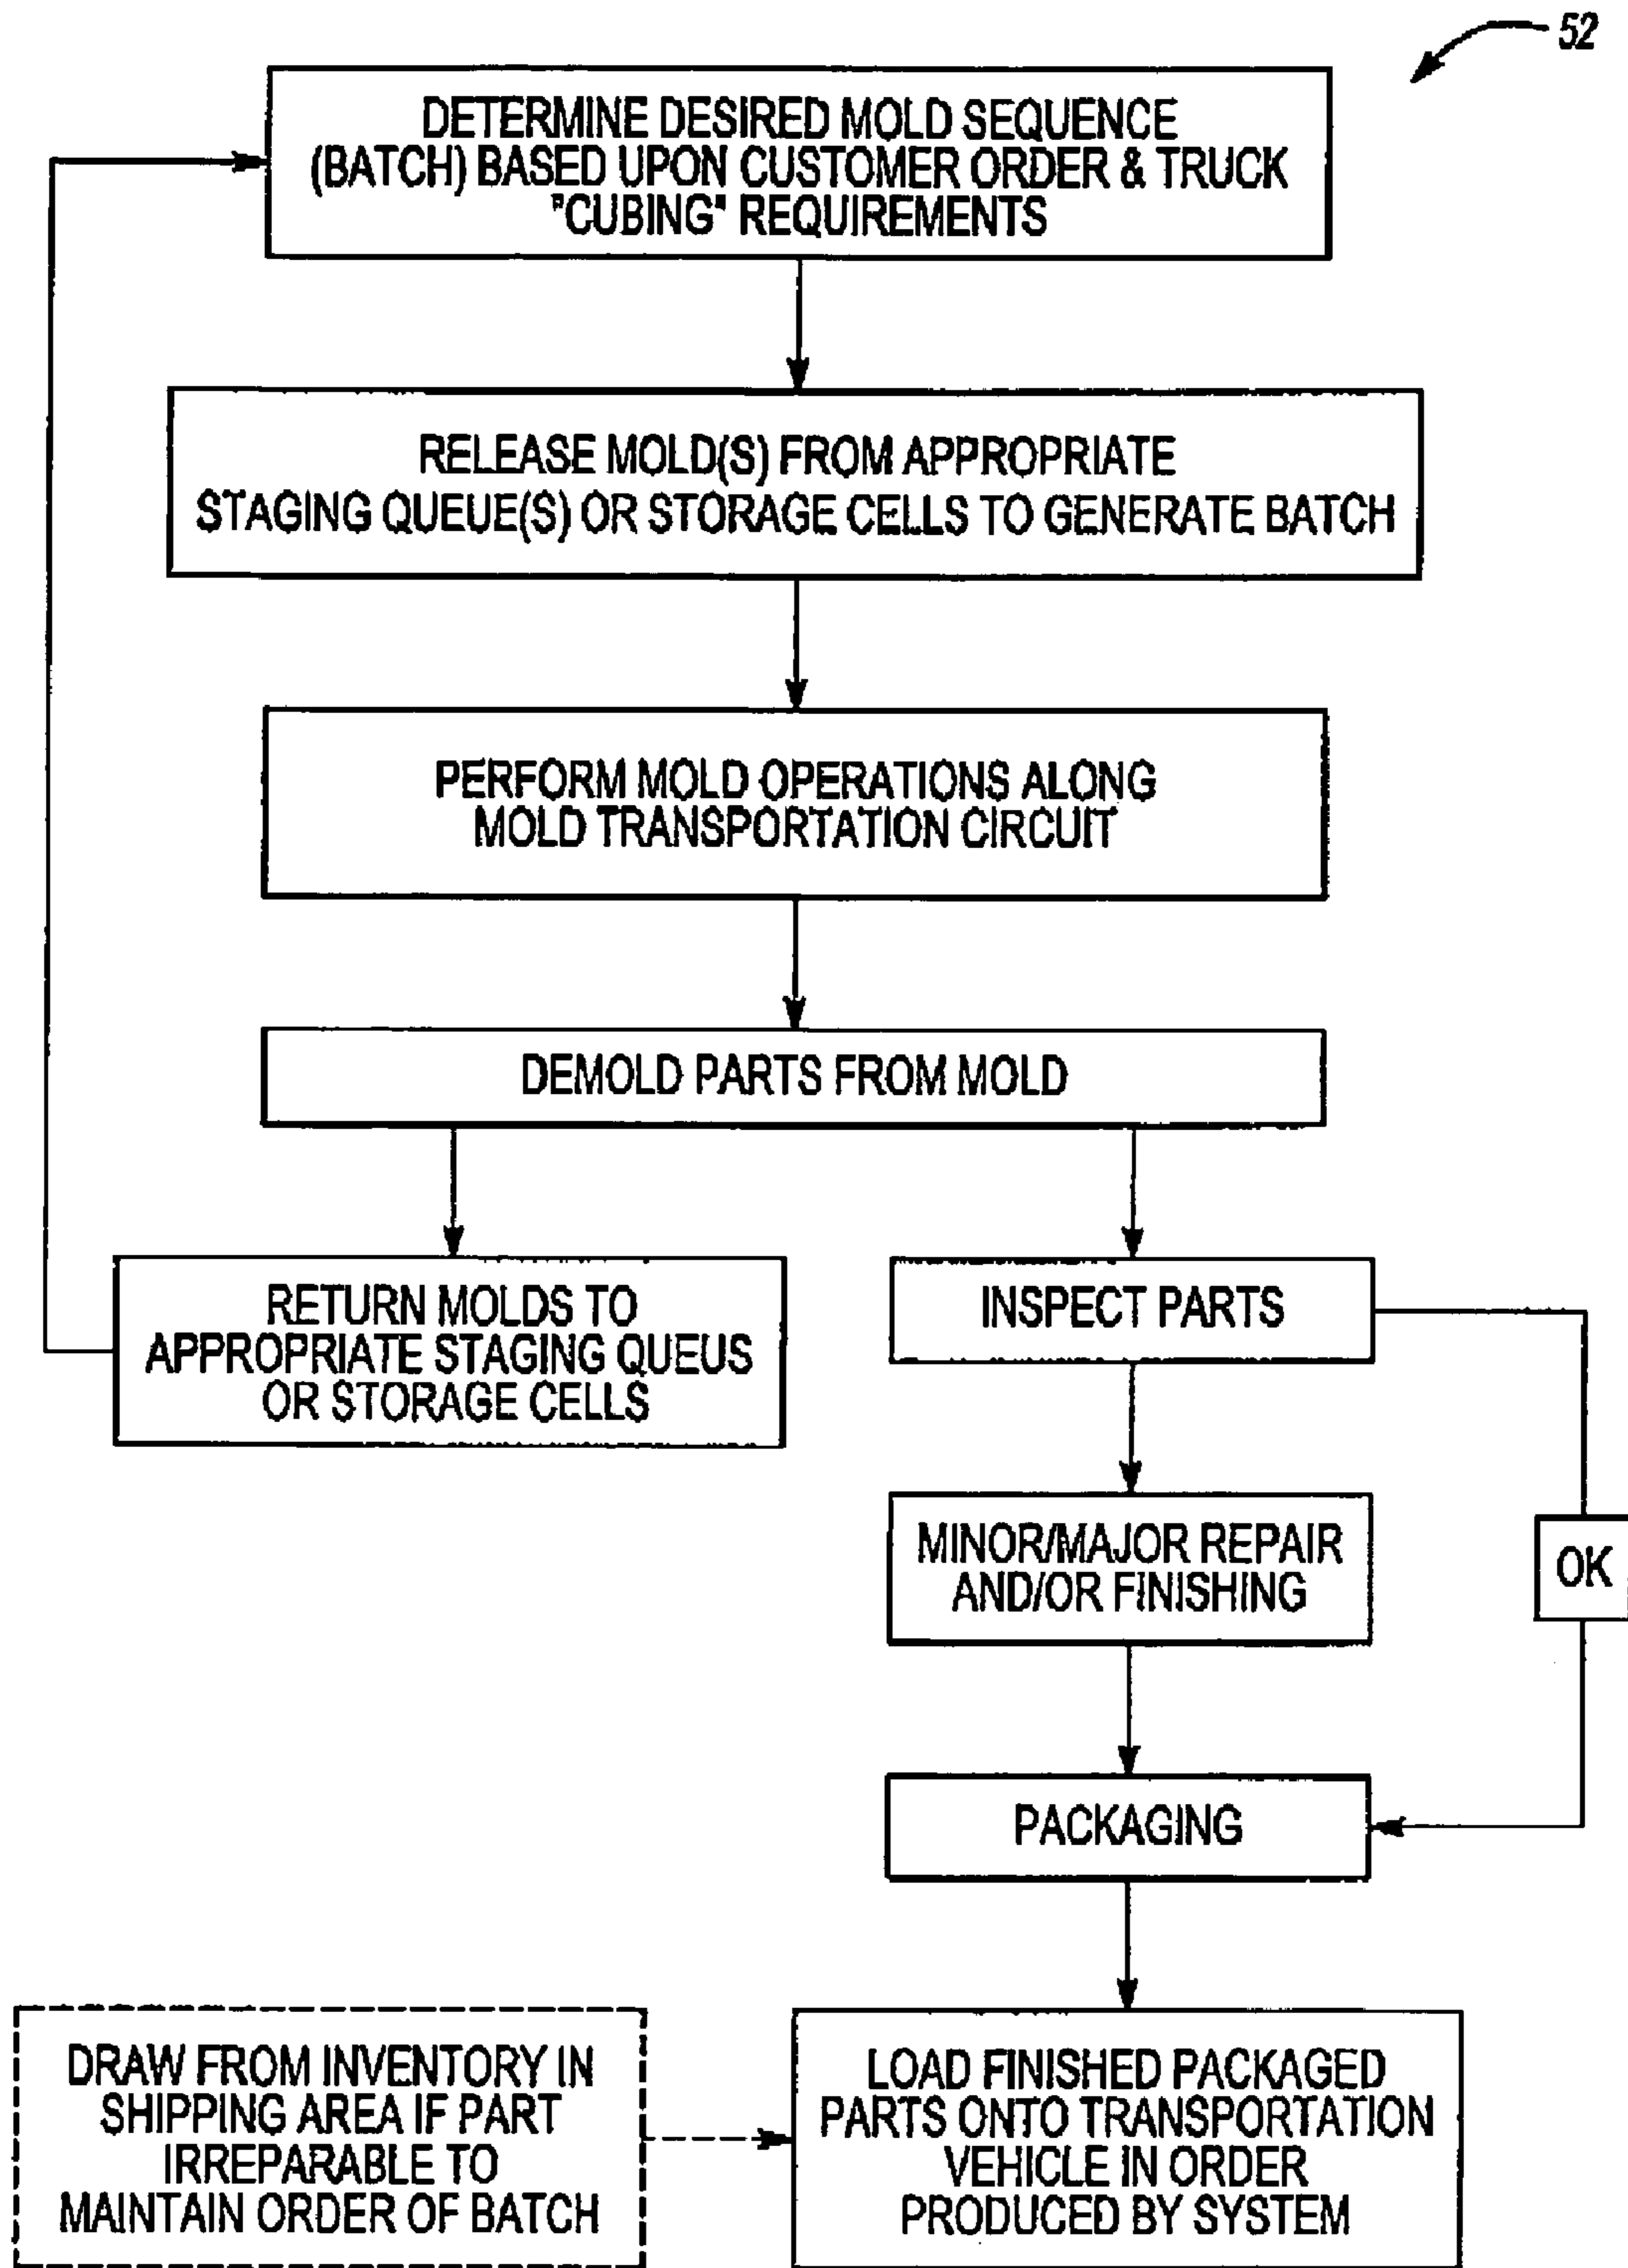 52
DETERMINE DESIRED MOLD SEQUENCE
(BATCH) BASED UPON CUSTOMER ORDER & TRUCK
"CUBING" REQUIREMENTS
RELEASE MOLD(S) FROM APPROPRIATE
STAGING QUEUE(S) OR STORAGE CELLS TO GENERATE BATCH
PERFORM MOLD OPERATIONS ALONG
MOLD TRANSPORTATION CIRCUIT
DEMOLD PARTS FROM MOLD
RETURN MOLDS TO
APPROPRIATE STAGING QUEUS
OR STORAGE CELLS
INSPECT PARTS
MINOR/MAJOR REPAIR
AND/OR FINISHING
OK
PACKAGING
DRAW FROM INVENTORY IN
SHIPPING AREA IF PART
IRREPARABLE TO
MAINTAIN ORDER OF BATCH
LOAD FINISHED PACKAGED
PARTS ONTO TRANSPORTATION
VEHICLE IN ORDER
PRODUCED BY SYSTEM